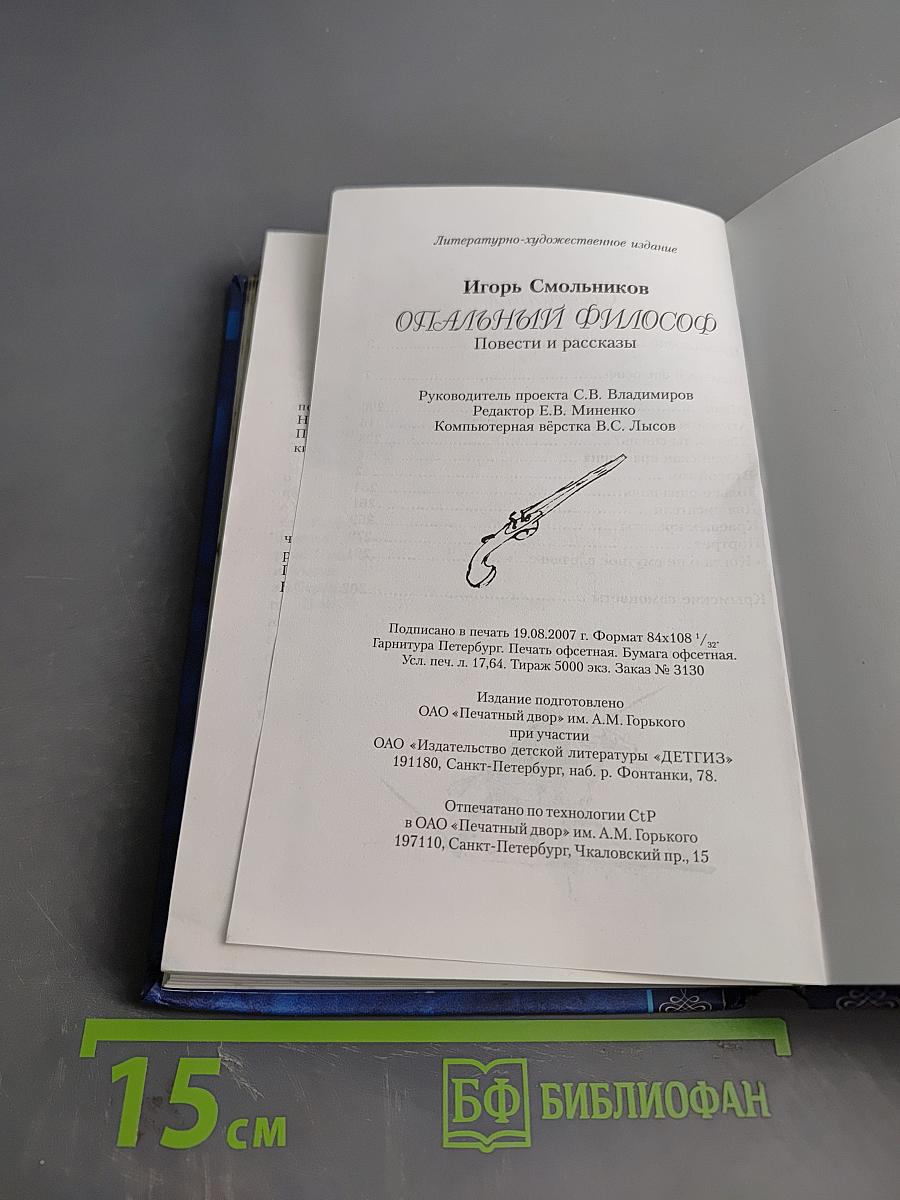 Литературно-художественное издание
Игорь Смольников
ОПАЛЬНЫЙ ФИЛОСОФ
Повести и рассказы
Руководитель проекта С.В. Владимиров
Редактор Е.В. Миненко
Компьютерная вёрстка В.С. Лысов
Подписано в печать 19.08.2007 г. Формат 84х108 1/32.
Гарнитура Петербург. Печать офсетная. Бумага офсетная.
Усл. печ. л. 17,64. Тираж 5000 экз. Заказ № 3130
Издание подготовлено
ОАО «Печатный двор» им. А.М. Горького
при участии
ОАО «Издательство детской литературы «ДЕТГИЗ»
191180, Санкт-Петербург, наб. р. Фонтанки, 78.
Отпечатано по технологии CtP
в ОАО «Печатный двор» им. А.М. Горького
197110, Санкт-Петербург, Чкаловский пр., 15
15 см
БФ БИБЛИОФАН